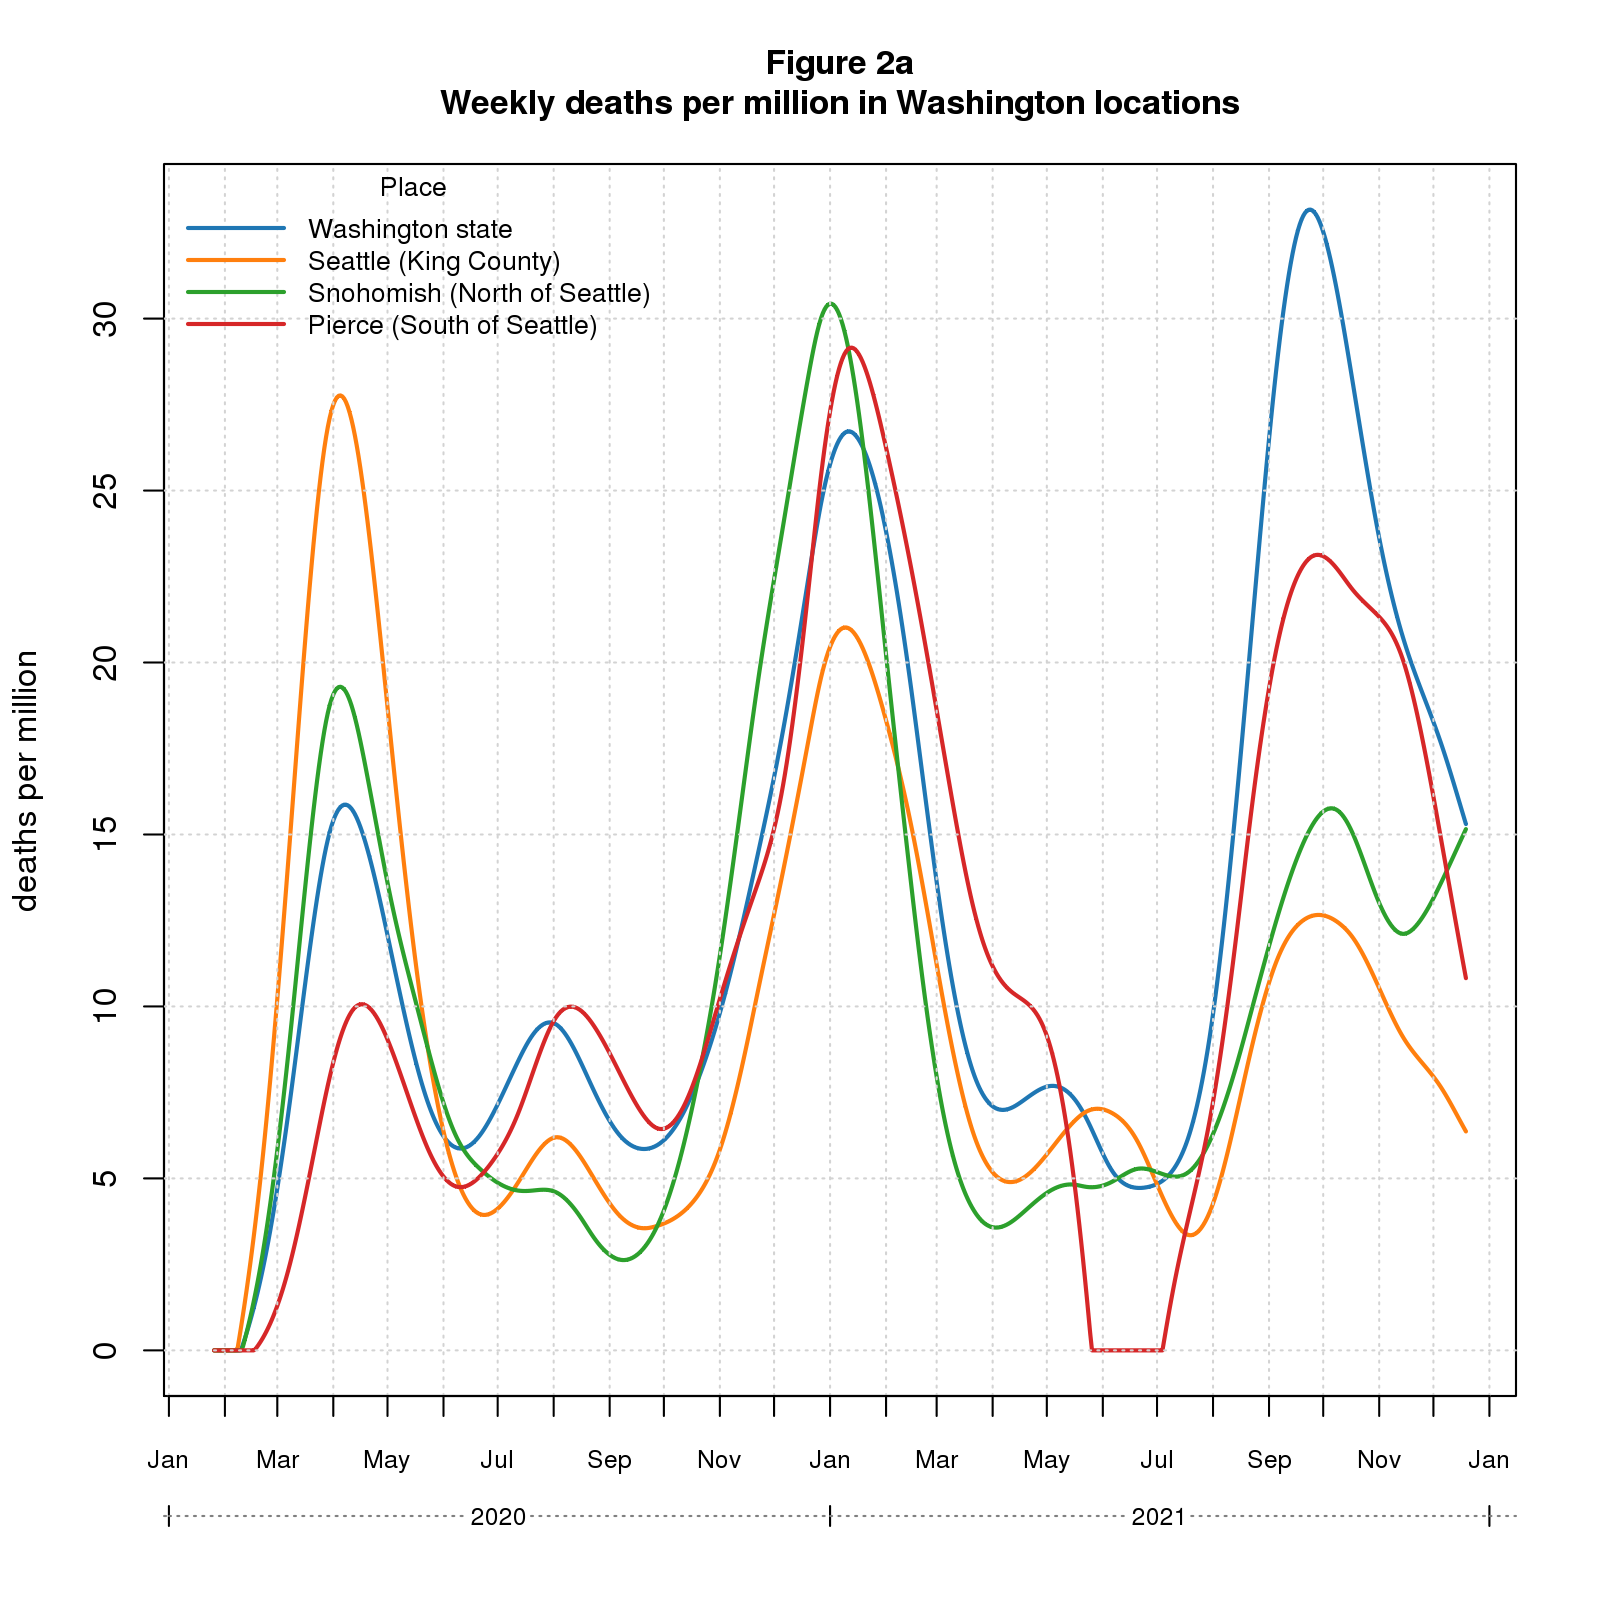 Figure 2a
Weekly deaths per million in Washington locations
Place
Washington state
Seattle (King County)
Snohomish (North of Seattle)
Pierce (South of Seattle)
deaths per million
30
25
20
15
10
5
0
Jan Mar May Jul Sep Nov Jan Mar May Jul Sep Nov Jan
2020 2021